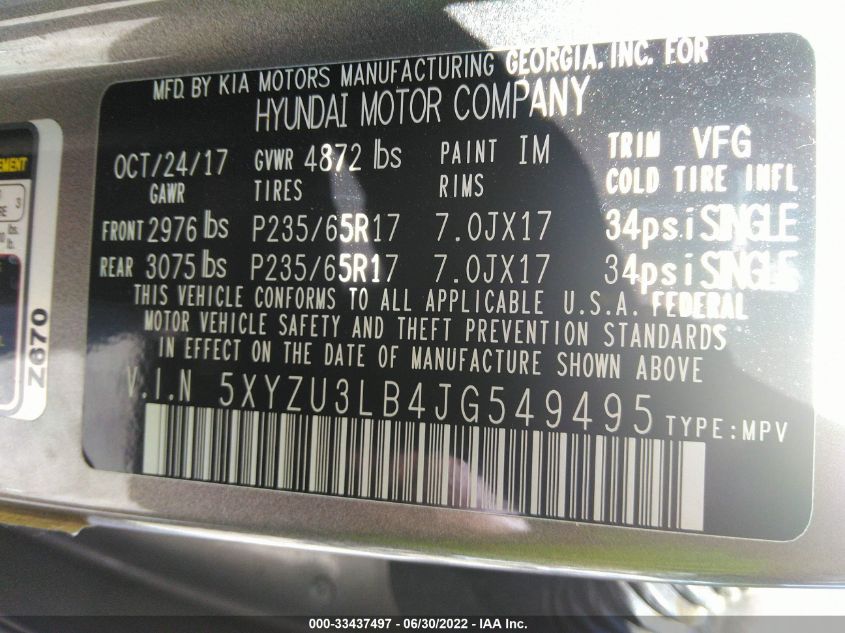 MFD. BY KIA MOTORS MANUFACTURING GEORGIA, INC. FOR
HYUNDAI MOTOR COMPANY
OCT/24/17 GVWR 4872 lbs PAINT IM TRIM VFG
GAWR TIRES RIMS COLD TIRE INFL
FRONT 2976 lbs P235/65R17 7.0JX17 34psi SINGLE
REAR 3075 lbs P235/65R17 7.0JX17 34psi SINGLE
THIS VEHICLE CONFORMS TO ALL APPLICABLE U.S.A. FEDERAL
MOTOR VEHICLE SAFETY AND THEFT PREVENTION STANDARDS
IN EFFECT ON THE DATE OF MANUFACTURE SHOWN ABOVE
V.I.N 5XYZU3LB4JG549495 TYPE:MPV
3
lbs.
lb.
Z670
000-33437497 - 06/30/2022 - IAA Inc.